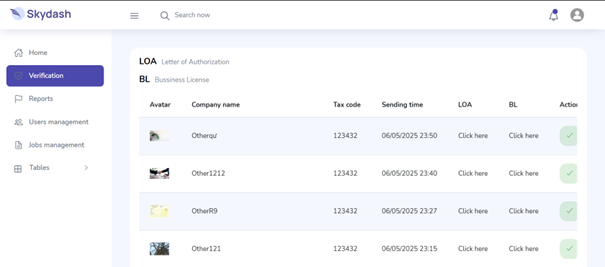 Skydash
Search now
Home
Verification
Reports
Users management
Jobs management
Tables
LOA Letter of Authorization
BL Bussiness License
Avatar Company name Tax code Sending time LOA BL Action
Otherqu' 123432 06/05/2025 23:50 Click here Click here
Other1212 123432 06/05/2025 23:40 Click here Click here
OtherR9 123432 06/05/2025 23:27 Click here Click here
Other121 123432 06/05/2025 23:15 Click here Click here